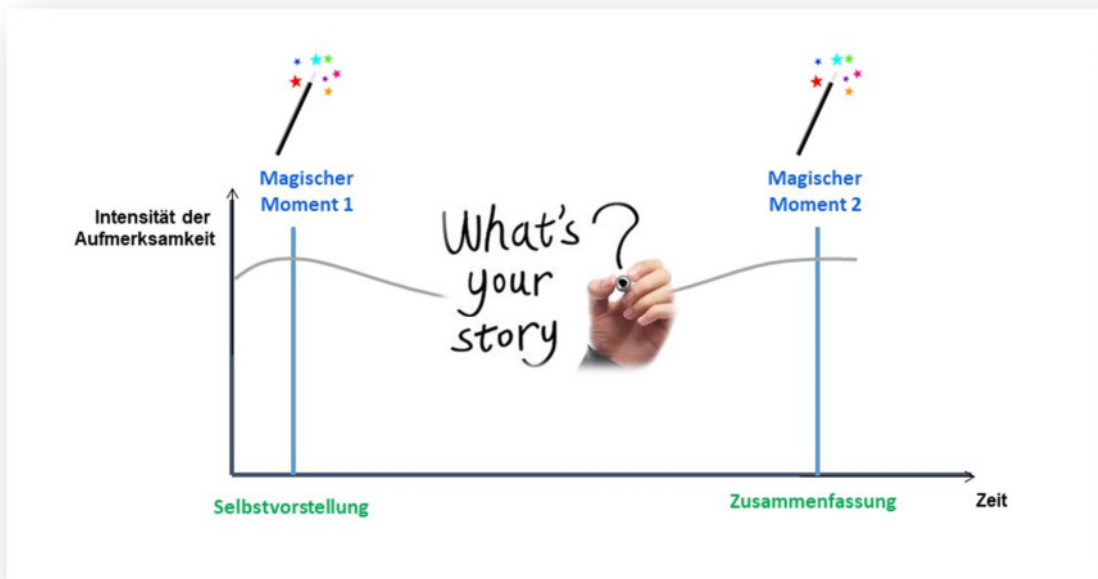 Magischer
Moment 1
Magischer
Moment 2
Intensität der
Aufmerksamkeit
What's ?
your
story
Selbstvorstellung
Zusammenfassung
Zeit